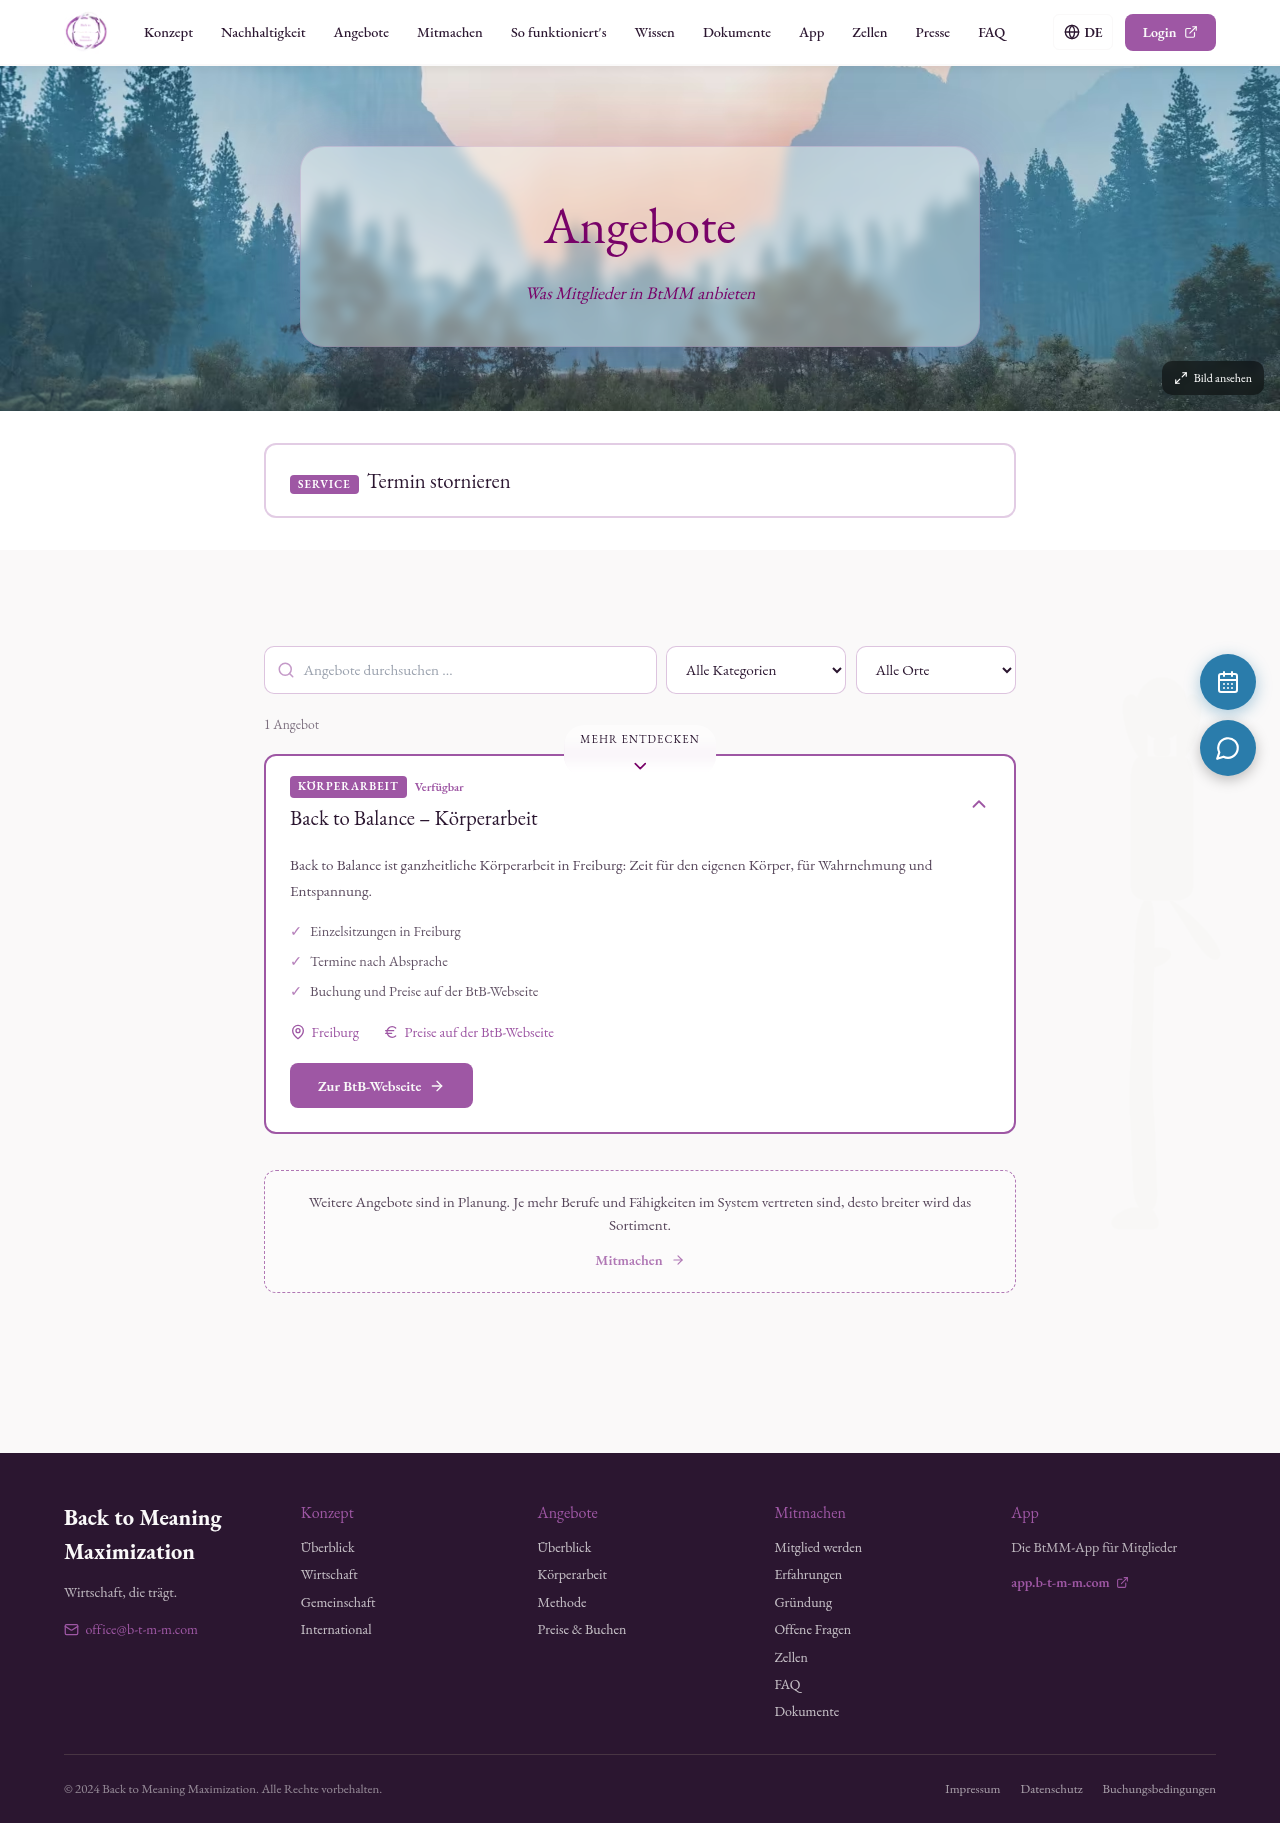 Konzept Nachhaltigkeit Angebote Mitmachen So funktioniert's Wissen Dokumente App Zellen Presse FAQ DE Login
Angebote
Was Mitglieder in BtMM anbieten
Bild ansehen
SERVICE Termin stornieren
Angebote durchsuchen ... Alle Kategorien Alle Orte
1 Angebot
MEHR ENTDECKEN
KÖRPERARBEIT Verfügbar
Back to Balance – Körperarbeit
Back to Balance ist ganzheitliche Körperarbeit in Freiburg: Zeit für den eigenen Körper, für Wahrnehmung und
Entspannung.
✓ Einzelsitzungen in Freiburg
✓ Termine nach Absprache
✓ Buchung und Preise auf der BtB-Webseite
Freiburg € Preise auf der BtB-Webseite
Zur BtB-Webseite →
Weitere Angebote sind in Planung. Je mehr Berufe und Fähigkeiten im System vertreten sind, desto breiter wird das
Sortiment.
Mitmachen →
Back to Meaning
Maximization
Wirtschaft, die trägt.
office@b-t-m-m.com
Konzept
Überblick
Wirtschaft
Gemeinschaft
International
Angebote
Überblick
Körperarbeit
Methode
Preise & Buchen
Mitmachen
Mitglied werden
Erfahrungen
Gründung
Offene Fragen
Zellen
FAQ
Dokumente
App
Die BtMM-App für Mitglieder
app.b-t-m-m.com
© 2024 Back to Meaning Maximization. Alle Rechte vorbehalten.
Impressum Datenschutz Buchungsbedingungen